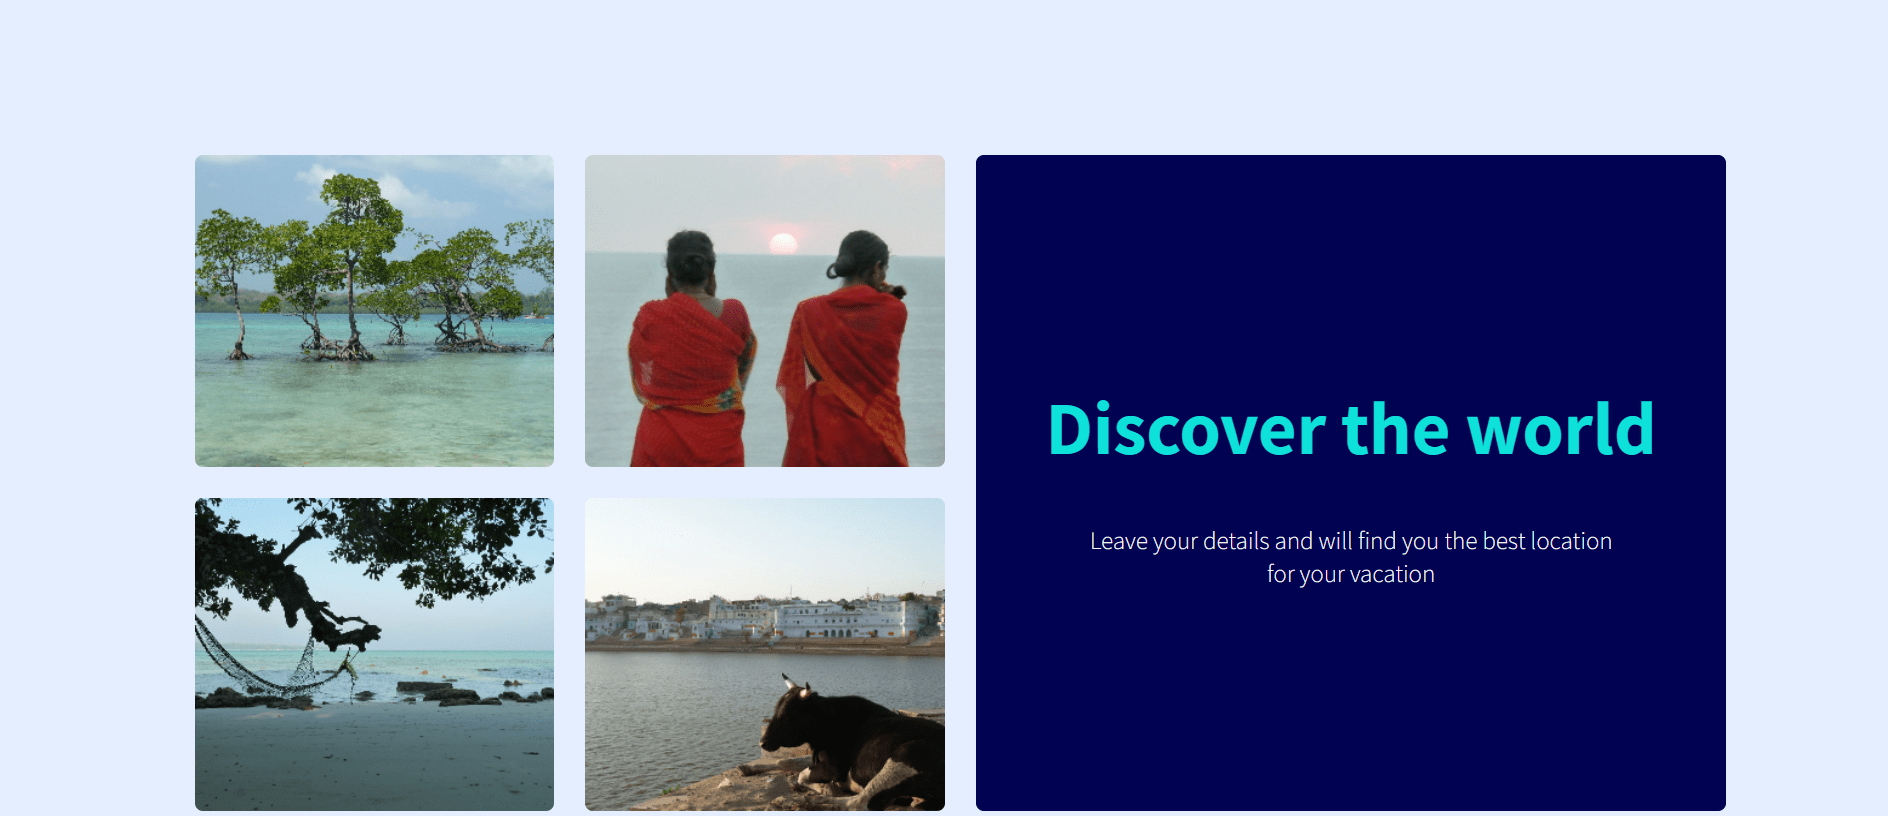 Discover the world
Leave your details and will find you the best location
for your vacation